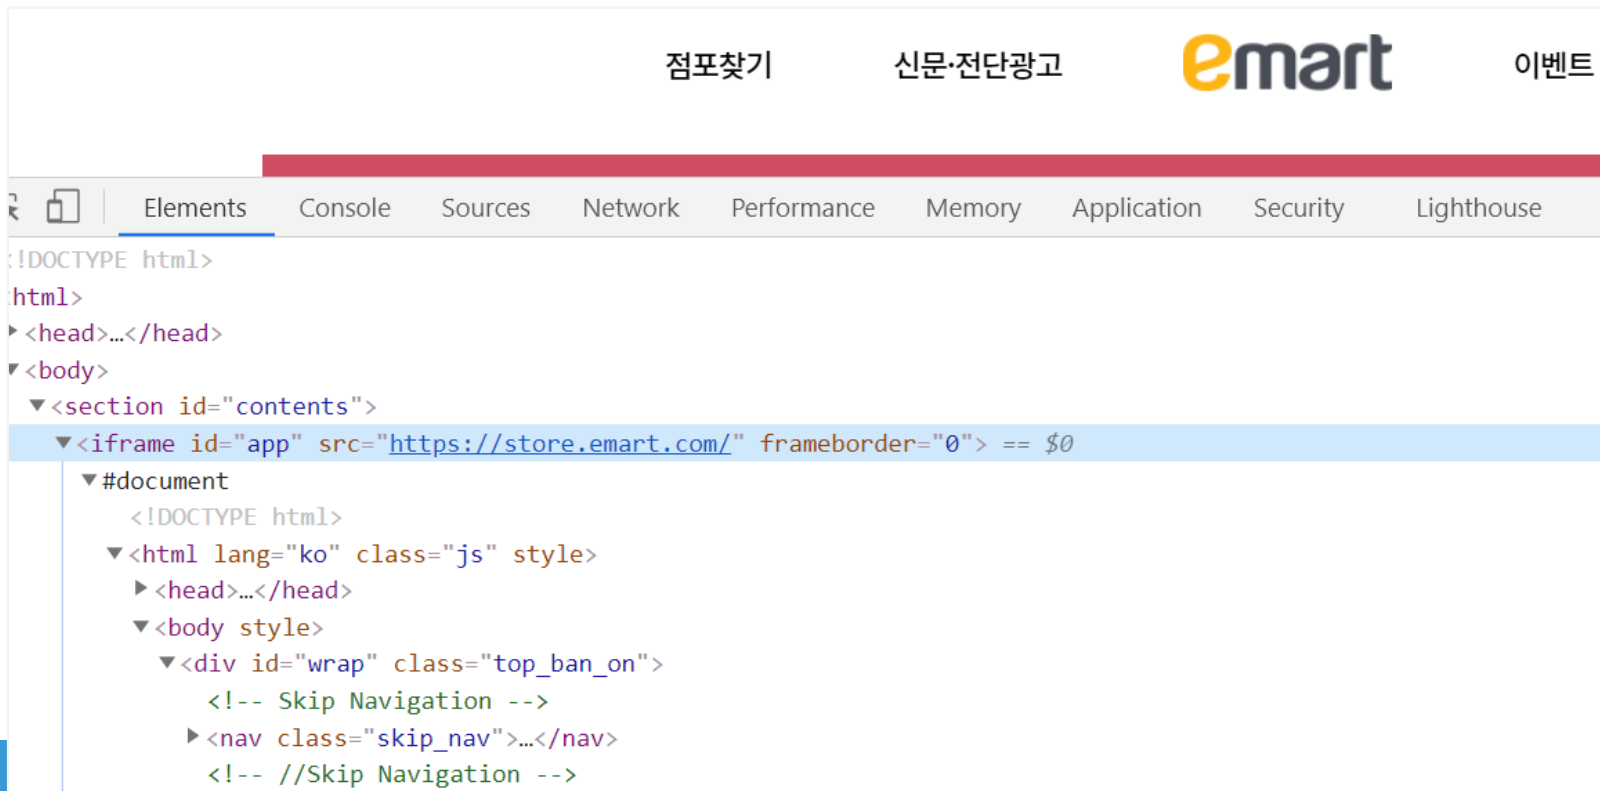 점포찾기 신문·전단광고 emart 이벤트
Elements Console Sources Network Performance Memory Application Security Lighthouse
<!DOCTYPE html>
html>
<head>…</head>
<body>
<section id="contents">
<iframe id="app" src="https://store.emart.com/" frameborder="0"> == $0
#document
<!DOCTYPE html>
<html lang="ko" class="js" style>
<head>…</head>
<body style>
<div id="wrap" class="top_ban_on">
<!-- Skip Navigation -->
<nav class="skip_nav">…</nav>
<!-- //Skip Navigation -->